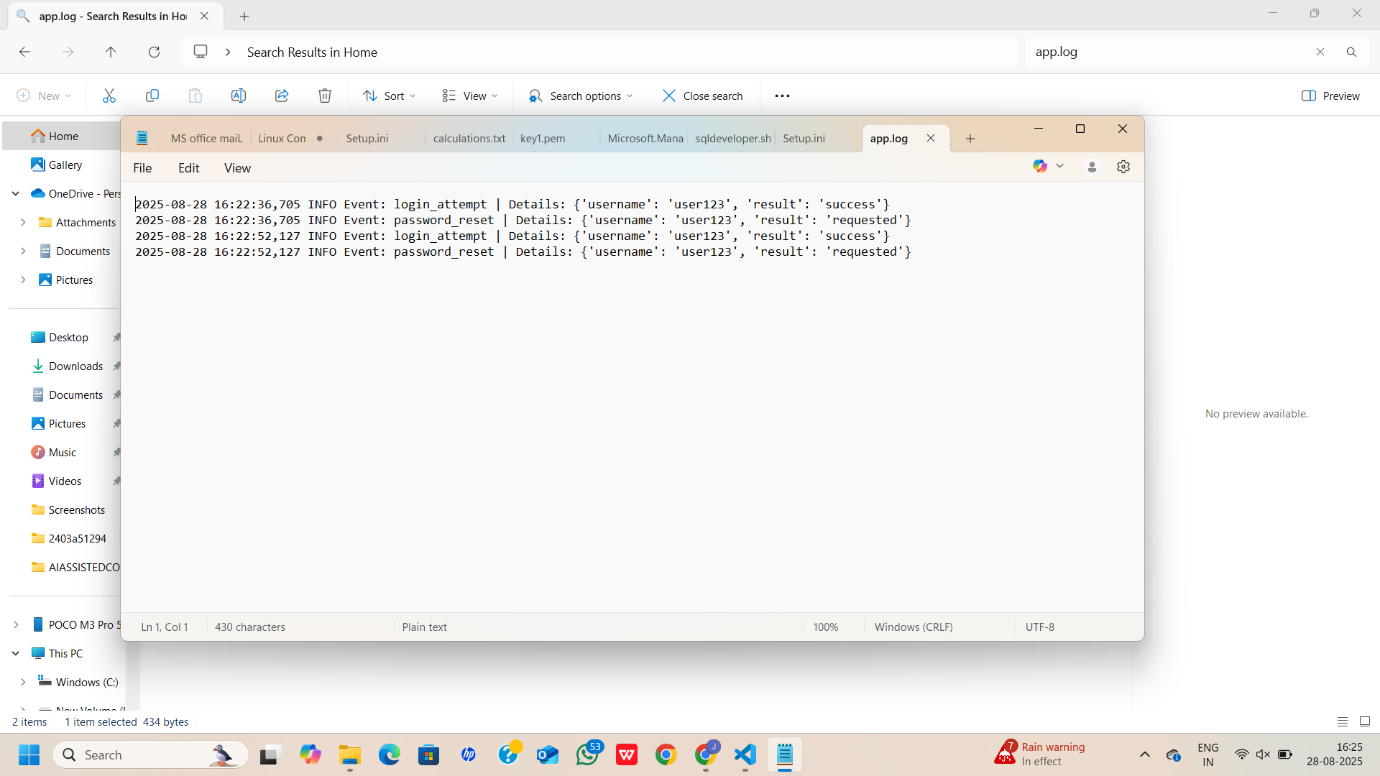 app.log - Search Results in Ho
Search Results in Home
app.log
New
Sort
View
Search options
Close search
Preview
Home
Gallery
OneDrive - Pers
Attachments
Documents
Pictures
Desktop
Downloads
Documents
Pictures
Music
Videos
Screenshots
2403a51294
AIASSISTEDCO
POCO M3 Pro 5
This PC
Windows (C:)
New Volume (
MS office mail.
Linux Con
Setup.ini
calculations.txt
key1.pem
Microsoft.Mana
sqldeveloper.sh
Setup.ini
app.log
File
Edit
View
2025-08-28 16:22:36,705 INFO Event: login_attempt | Details: {'username': 'user123', 'result': 'success'}
2025-08-28 16:22:36,705 INFO Event: password_reset | Details: {'username': 'user123', 'result': 'requested'}
2025-08-28 16:22:52,127 INFO Event: login_attempt | Details: {'username': 'user123', 'result': 'success'}
2025-08-28 16:22:52,127 INFO Event: password_reset | Details: {'username': 'user123', 'result': 'requested'}
Ln 1, Col 1
430 characters
Plain text
100%
Windows (CRLF)
UTF-8
No preview available.
2 items
1 item selected 434 bytes
Search
53
7
Rain warning
In effect
ENG
IN
16:25
28-08-2025